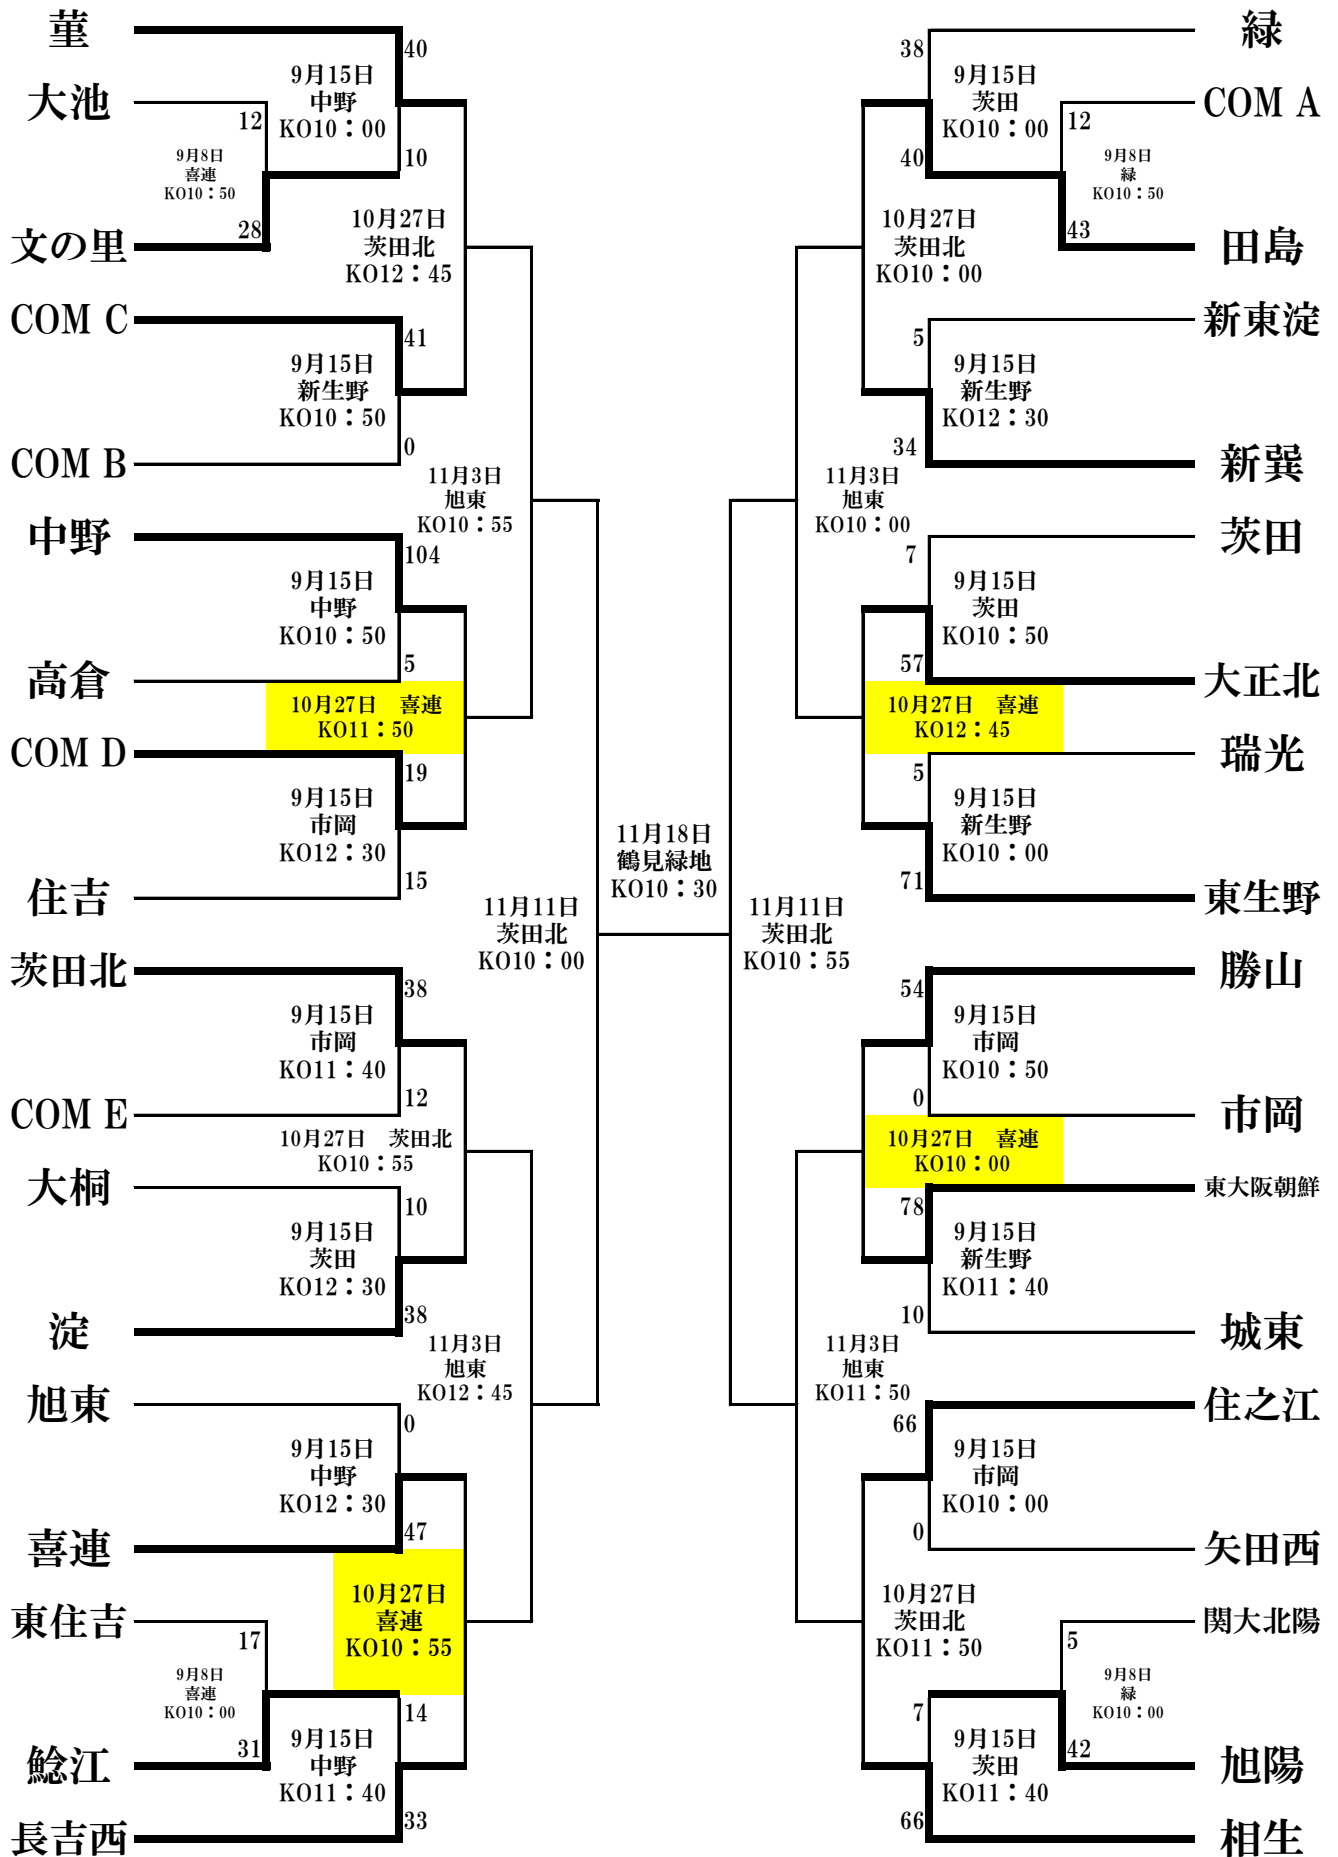 菫
40
9月15日
中野
KO10：00
大池
12
10
9月8日
喜連
KO10：50
28
文の里
10月27日
茨田北
KO12：45
COM C
41
9月15日
新生野
KO10：50
0
COM B
11月3日
旭東
KO10：55
中野
104
9月15日
中野
KO10：50
5
高倉
10月27日　喜連
KO11：50
COM D
19
9月15日
市岡
KO12：30
15
住吉
11月11日
茨田北
KO10：00
茨田北
38
9月15日
市岡
KO11：40
12
COM E
10月27日　茨田北
KO10：55
大桐
10
9月15日
茨田
KO12：30
38
淀
11月3日
旭東
KO12：45
旭東
0
9月15日
中野
KO12：30
47
喜連
10月27日
喜連
KO10：55
東住吉
17
9月8日
喜連
KO10：00
31
鯰江
14
9月15日
中野
KO11：40
33
長吉西
11月18日
鶴見緑地
KO10：30
緑
38
9月15日
茨田
KO10：00
COM A
12
40
9月8日
緑
KO10：50
43
田島
10月27日
茨田北
KO10：00
新東淀
5
9月15日
新生野
KO12：30
34
新巽
11月3日
旭東
KO10：00
茨田
7
9月15日
茨田
KO10：50
57
大正北
10月27日　喜連
KO12：45
瑞光
5
9月15日
新生野
KO10：00
71
東生野
11月11日
茨田北
KO10：55
勝山
54
9月15日
市岡
KO10：50
0
市岡
10月27日　喜連
KO10：00
東大阪朝鮮
78
9月15日
新生野
KO11：40
10
城東
11月3日
旭東
KO11：50
住之江
66
9月15日
市岡
KO10：00
0
矢田西
10月27日
茨田北
KO11：50
関大北陽
5
9月8日
緑
KO10：00
42
旭陽
7
9月15日
茨田
KO11：40
66
相生